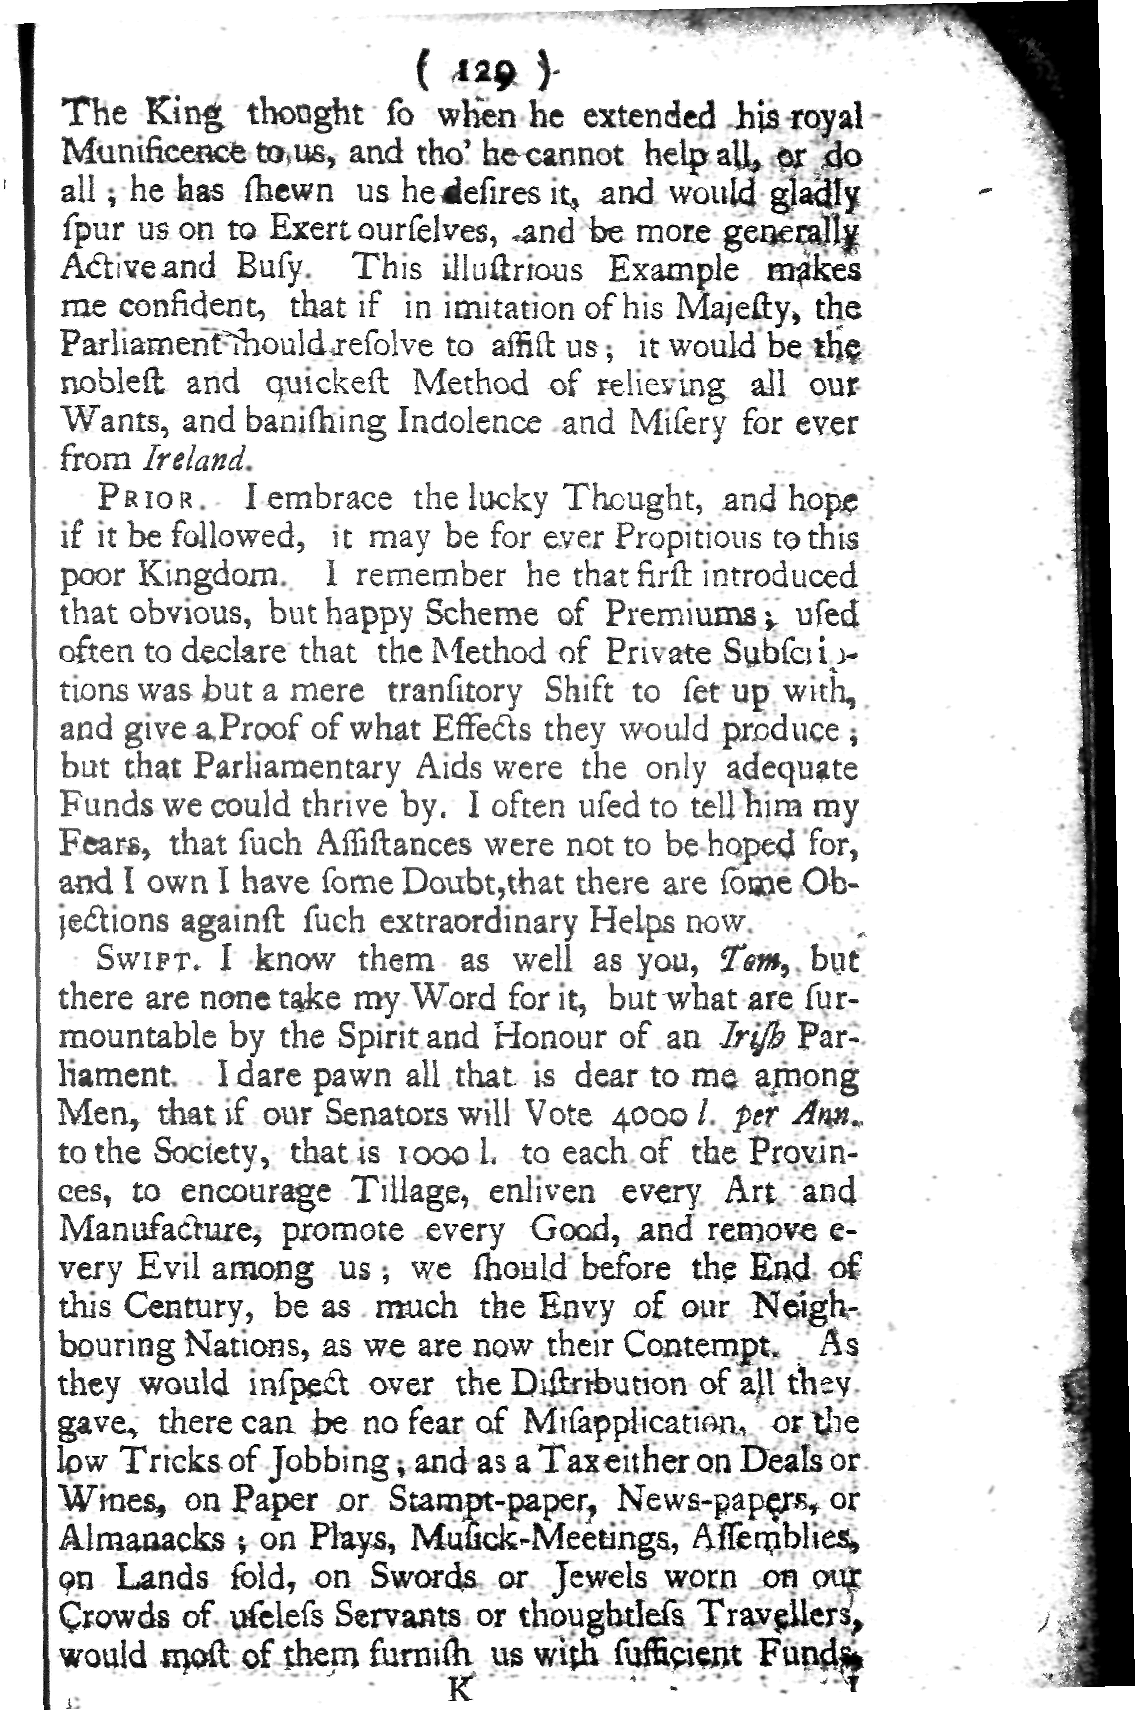 ( 129 )
The King thought ſo when he extended his royal
Munificence to us, and tho' he cannot help all, or do
all ; he has ſhewn us he deſires it, and would gladly
ſpur us on to Exert ourſelves, and be more generally
Active and Buſy. This illuſtrious Example makes
me confident, that if in imitation of his Majeſty, the
Parliament ſhould reſolve to aſſiſt us ; it would be the
nobleſt and quickeſt Method of relieving all our
Wants, and baniſhing Indolence and Miſery for ever
from Ireland.
PRIOR. I embrace the lucky Thought, and hope
if it be followed, it may be for ever Propitious to this
poor Kingdom. I remember he that firſt introduced
that obvious, but happy Scheme of Premiums ; uſed
often to declare that the Method of Private Subſcrip-
tions was but a mere tranſitory Shift to ſet up with,
and give a Proof of what Effects they would produce ;
but that Parliamentary Aids were the only adequate
Funds we could thrive by. I often uſed to tell him my
Fears, that ſuch Aſſiſtances were not to be hoped for,
and I own I have ſome Doubt, that there are ſome Ob-
jections againſt ſuch extraordinary Helps now.
SWIFT. I know them as well as you, Tom, but
there are none take my Word for it, but what are ſur-
mountable by the Spirit and Honour of an Iriſh Par-
liament. I dare pawn all that is dear to me among
Men, that if our Senators will Vote 4000 l. per Ann.
to the Society, that is 1000 l. to each of the Provin-
ces, to encourage Tillage, enliven every Art and
Manufacture, promote every Good, and remove e-
very Evil among us ; we ſhould before the End of
this Century, be as much the Envy of our Neigh-
bouring Nations, as we are now their Contempt. As
they would inſpect over the Diſtribution of all they
gave, there can be no fear of Miſapplication, or the
low Tricks of Jobbing ; and as a Tax either on Deals or
Wines, on Paper or Stampt-paper, News-papers, or
Almanacks ; on Plays, Muſick-Meetings, Aſſemblies,
on Lands ſold, on Swords or Jewels worn on our
Crowds of uſeleſs Servants or thoughtleſs Travellers,
would moſt of them furniſh us with ſufficient Funds.
K I